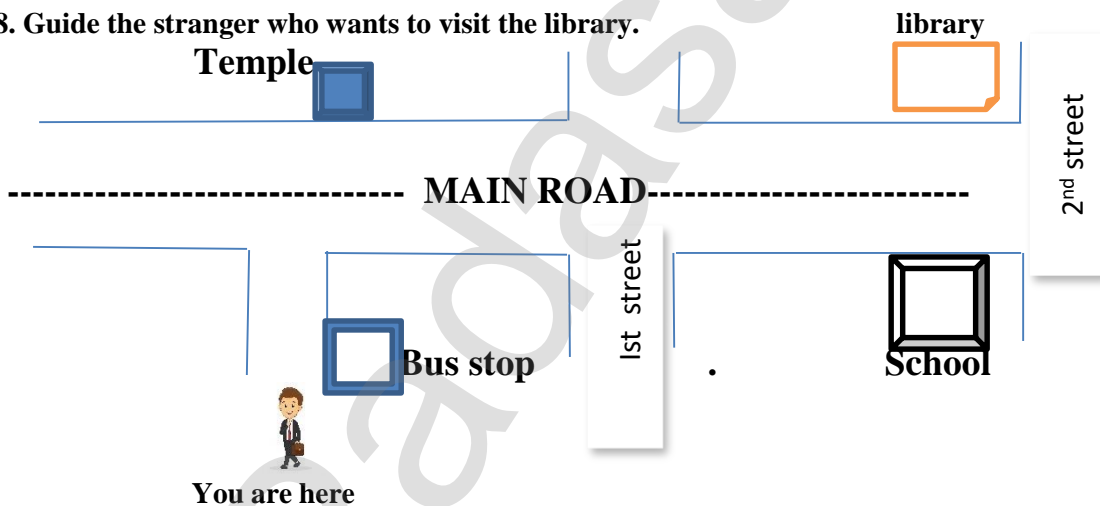 8. Guide the stranger who wants to visit the library.
library
Temple
2nd street
---------------------------------- MAIN ROAD---------------------------
Ist street
Bus stop
.
School
You are here